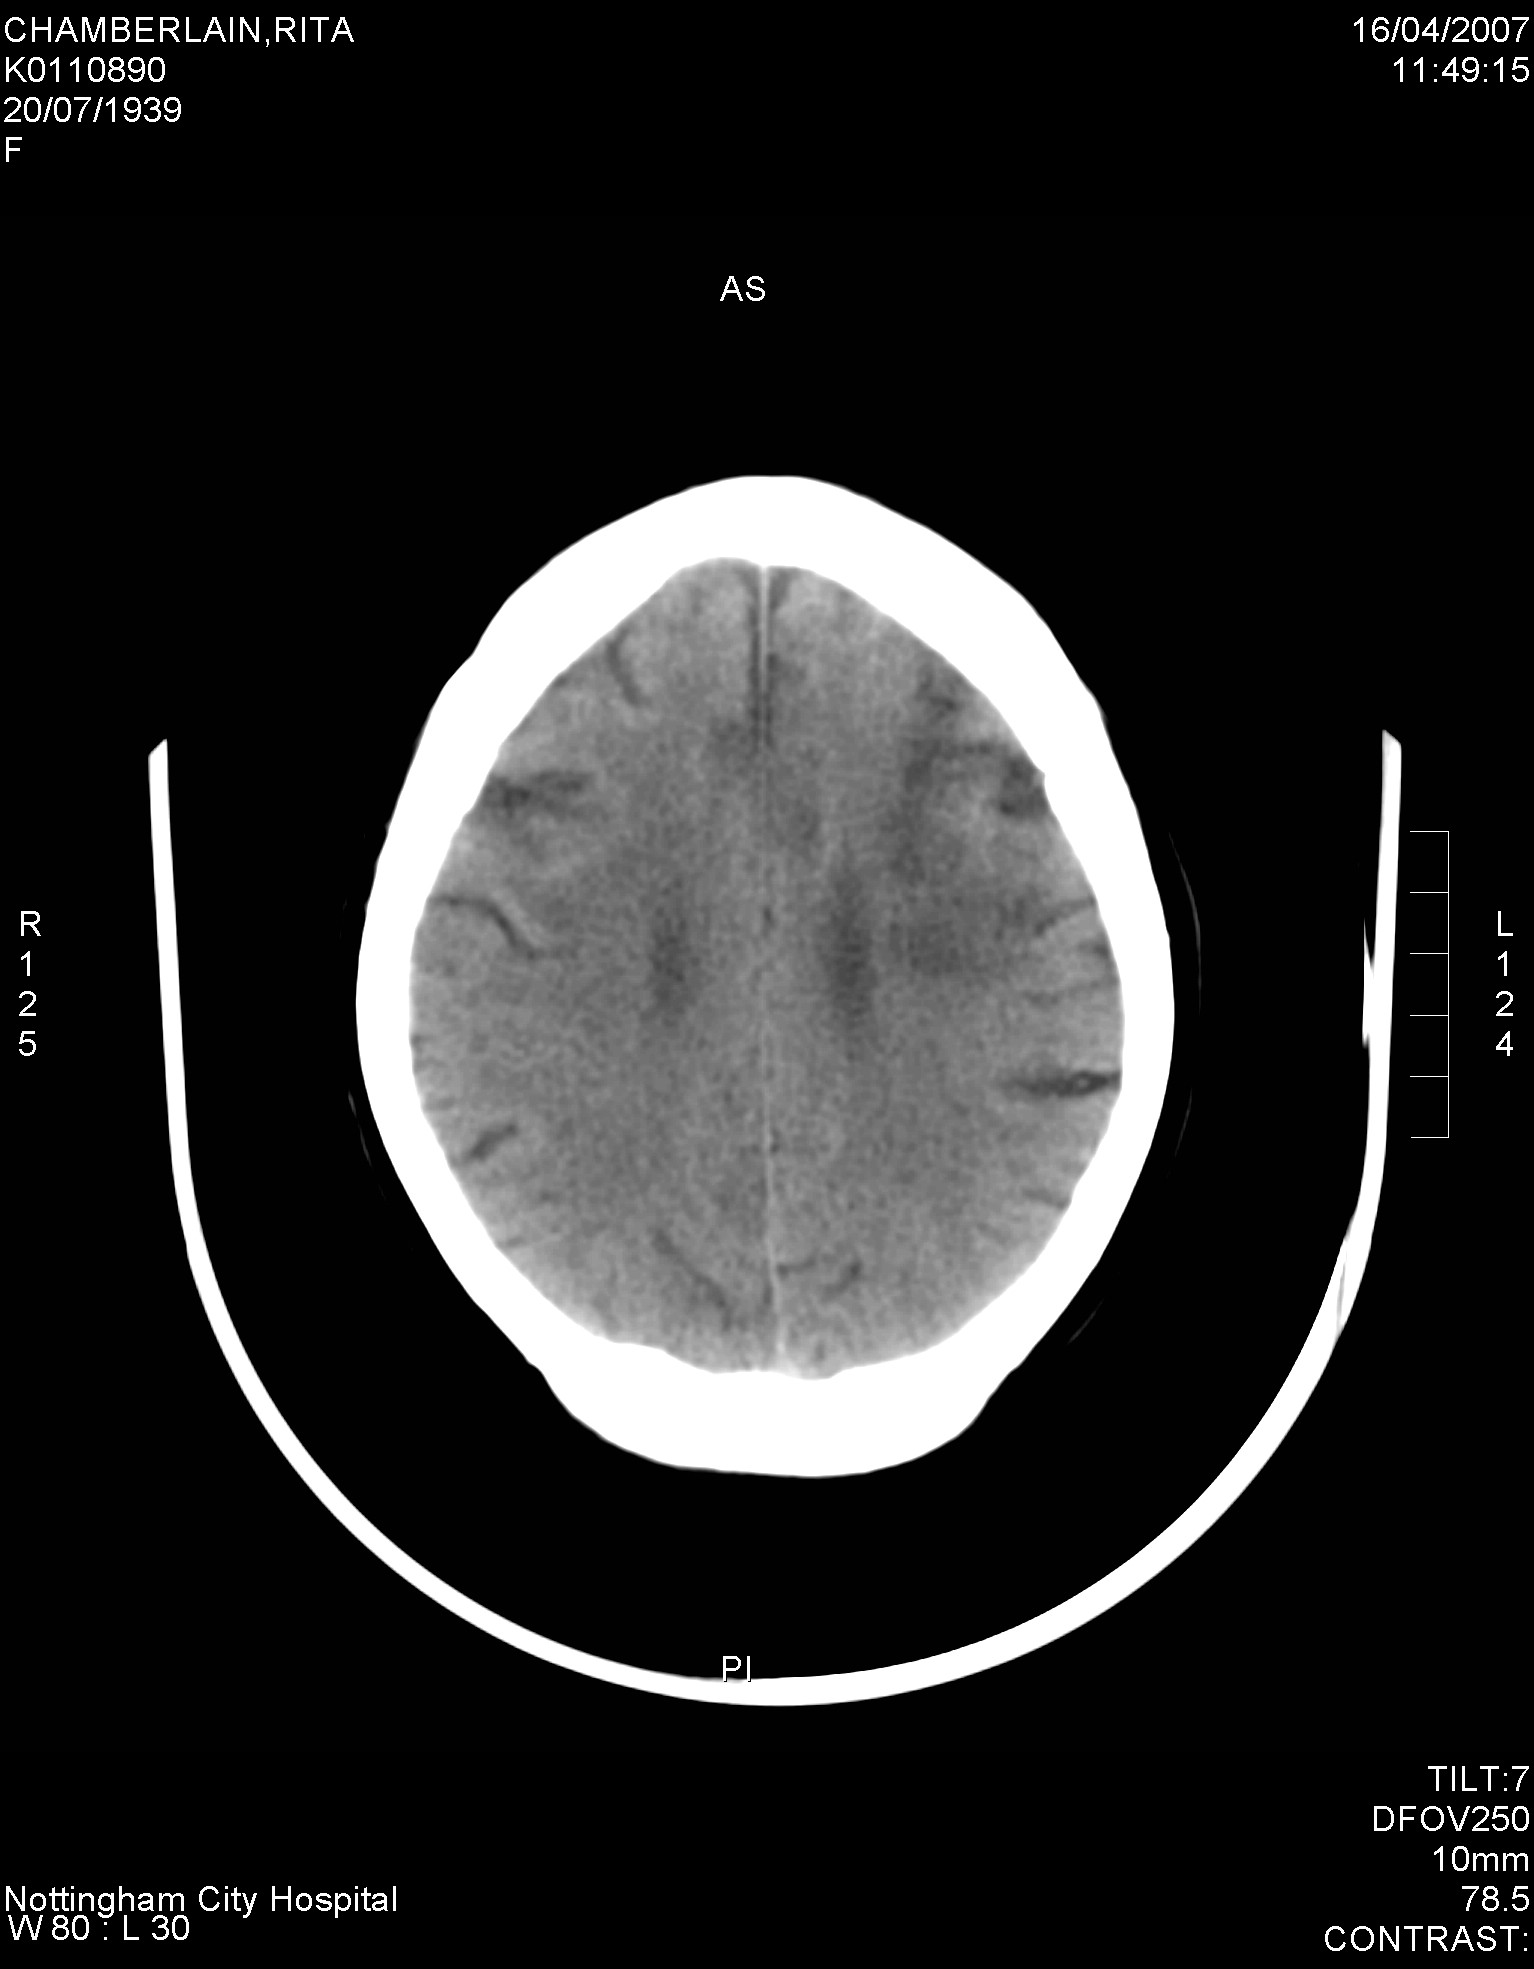 CHAMBERLAIN,RITA
K0110890
20/07/1939
F
16/04/2007
11:49:15
AS
R
1
2
5
L
1
2
4
PI
TILT:7
DFOV250
10mm
78.5
CONTRAST:
Nottingham City Hospital
W 80 : L 30